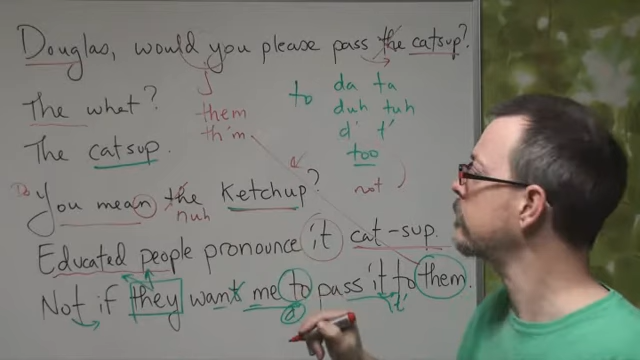 Douglas, would you please pass the catsup?
j
The what?
them
th'm
to
da ta
duh tuh
d' t'
too
not
The catsup.
You mean the ketchup?
nuh
Educated people pronounce it cat-sup.
Not if they want me to pass it to them.
d
't'